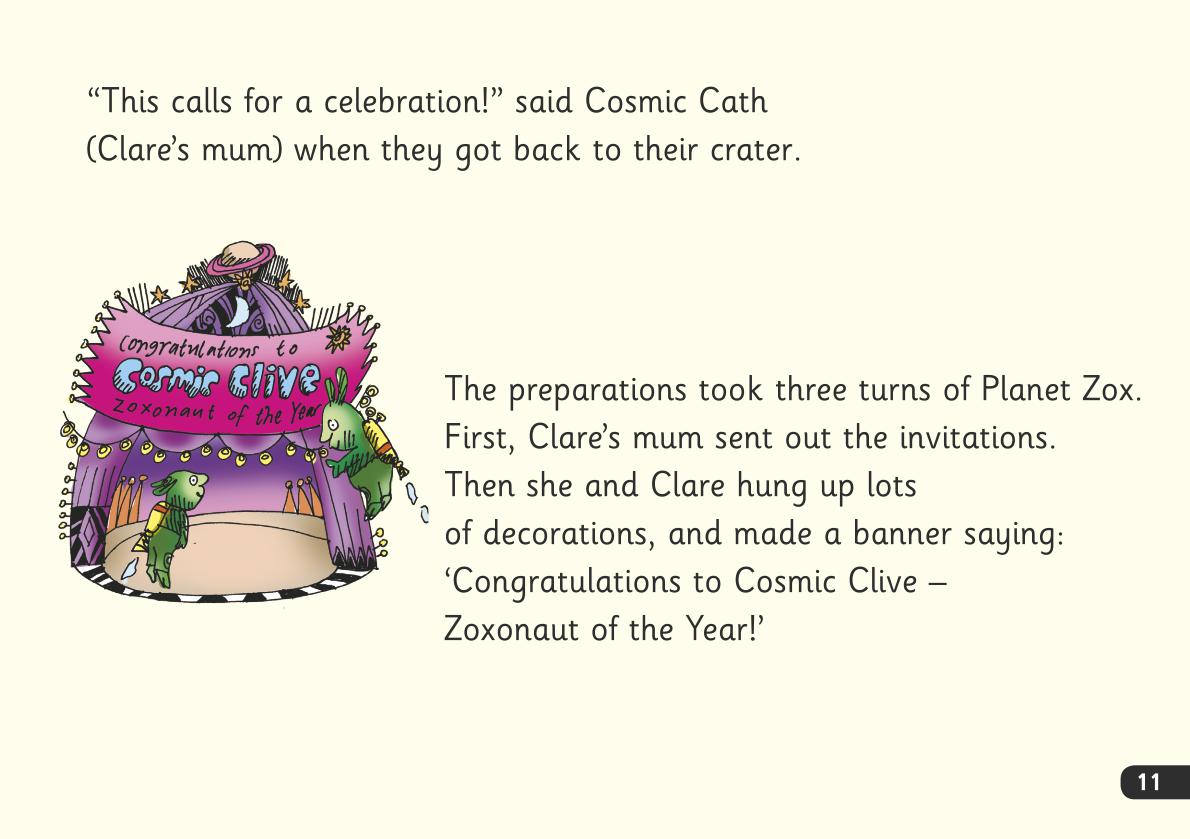 “This calls for a celebration!” said Cosmic Cath
(Clare’s mum) when they got back to their crater.
Congratulations to
Cosmic Clive
Zoxonaut of the Year
The preparations took three turns of Planet Zox.
First, Clare’s mum sent out the invitations.
Then she and Clare hung up lots
of decorations, and made a banner saying:
‘Congratulations to Cosmic Clive –
Zoxonaut of the Year!’
11